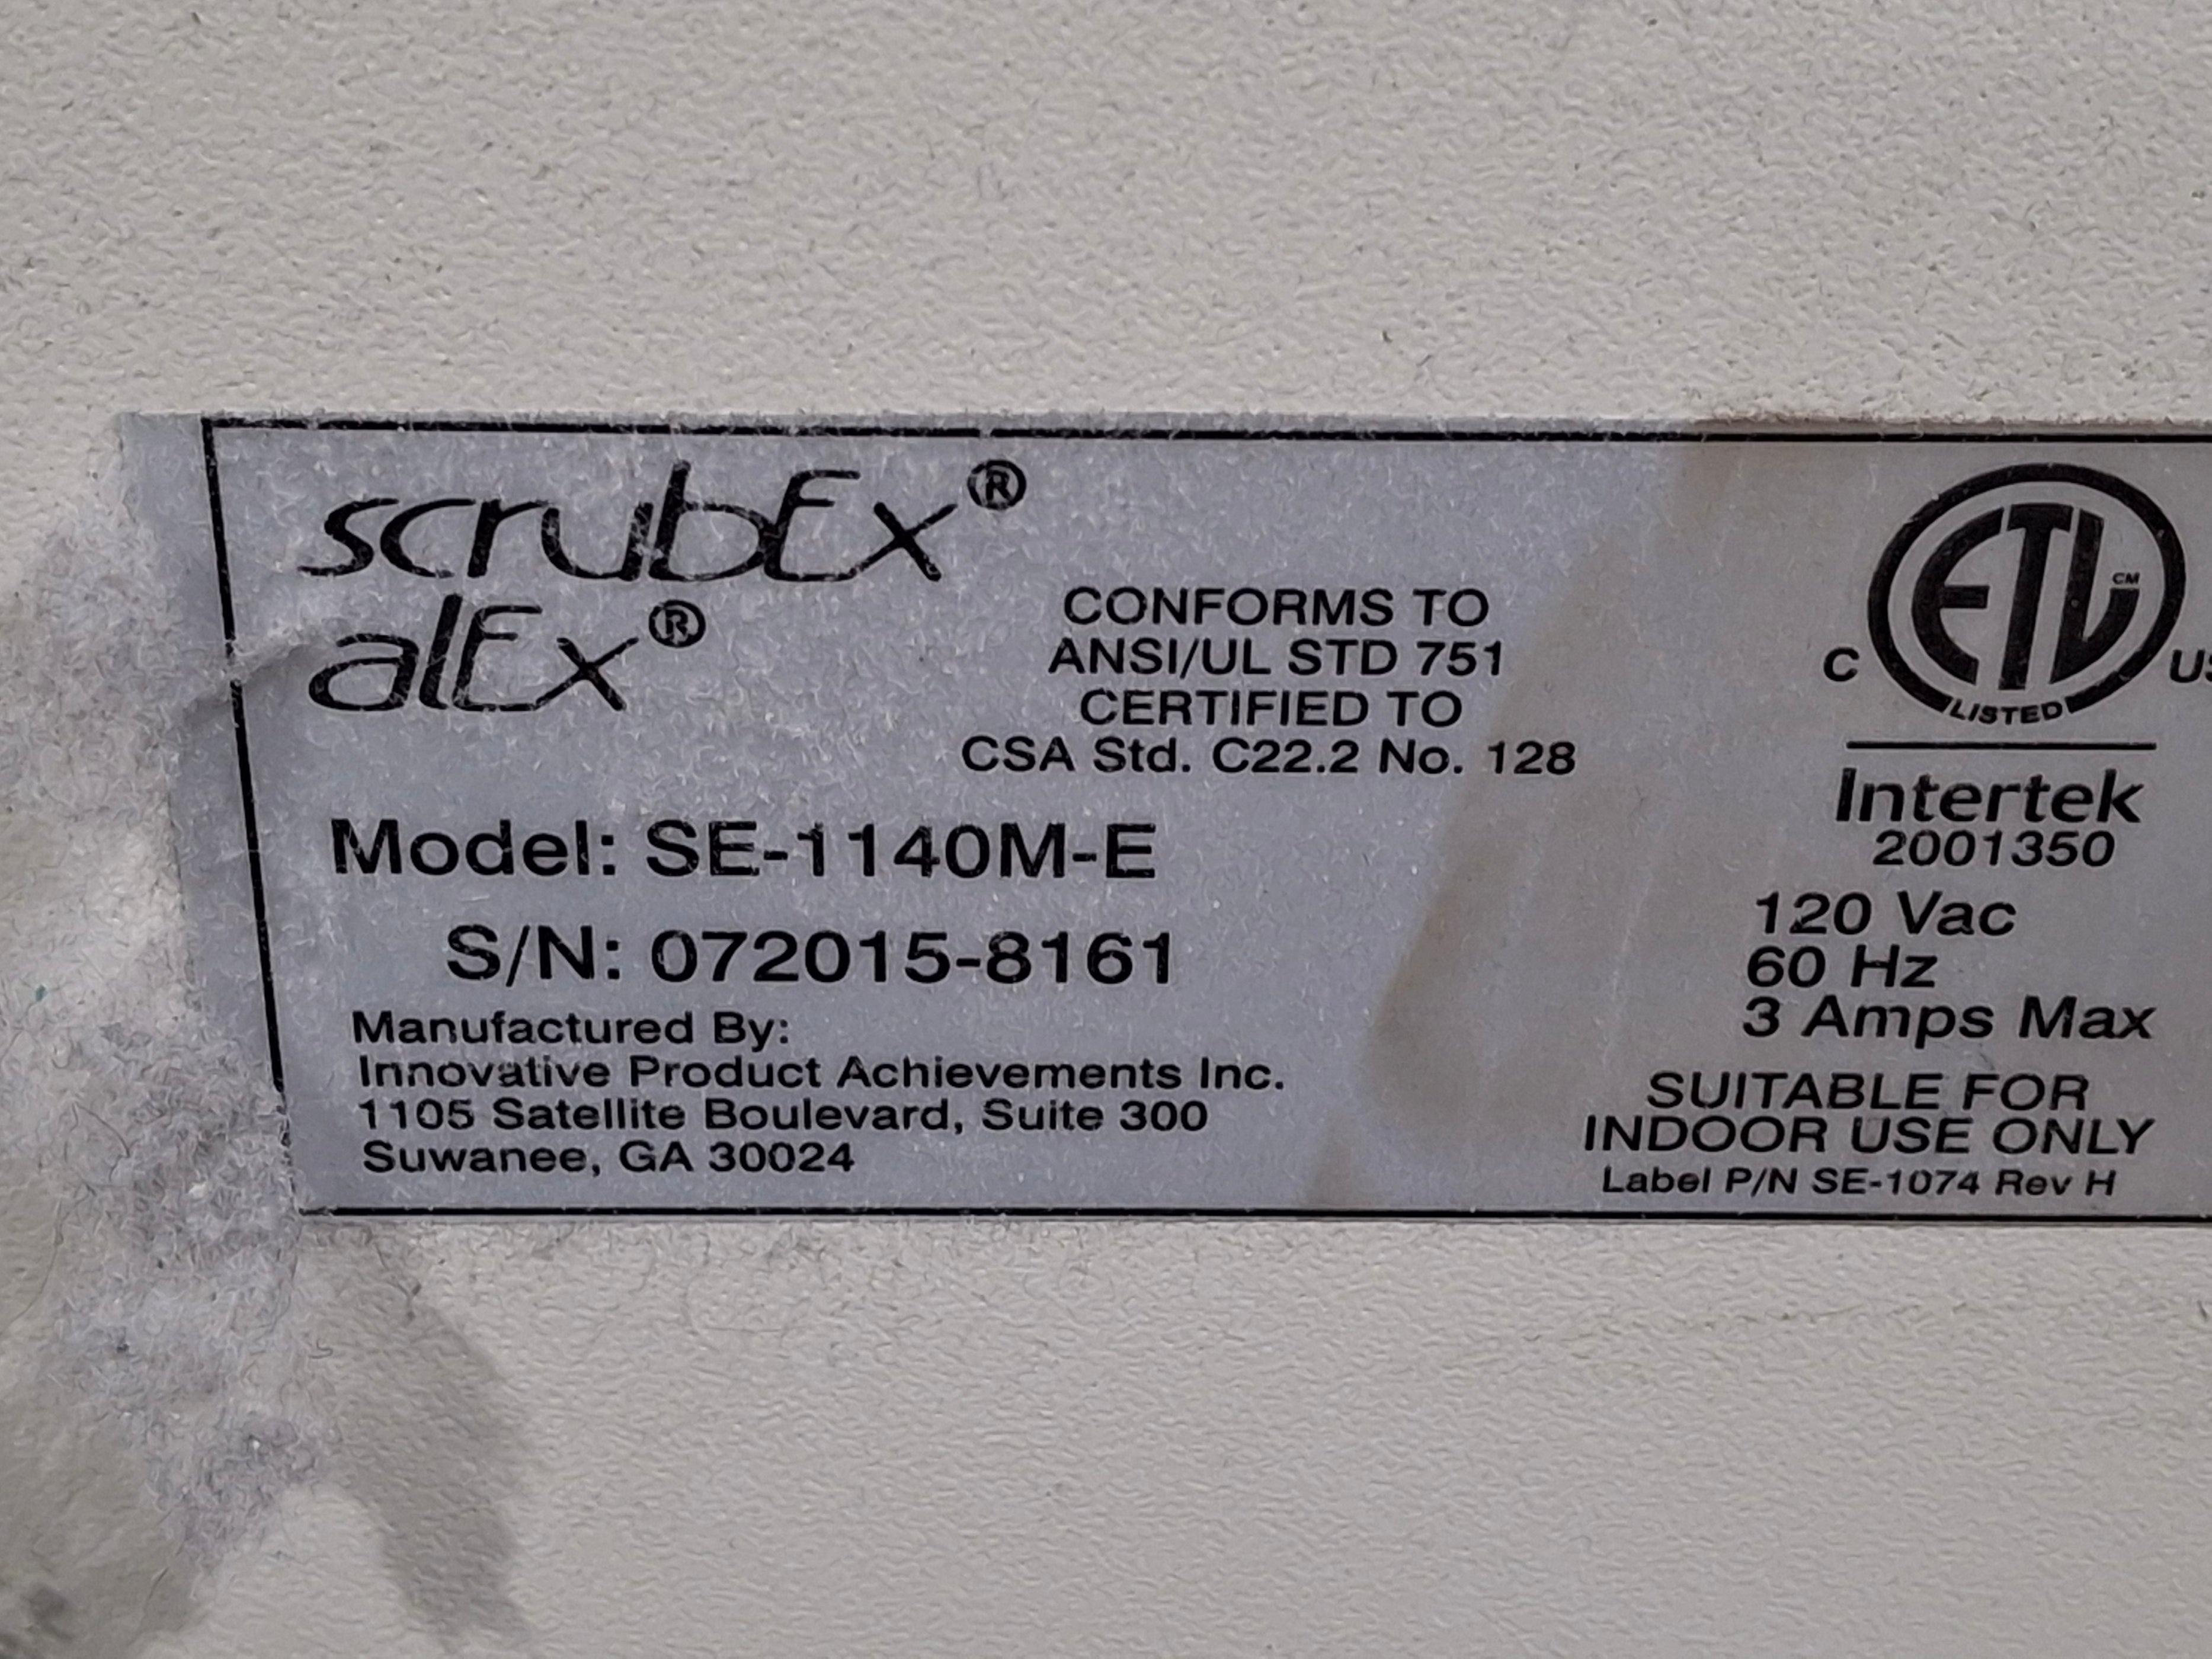 scrubEx®
alEx®
CONFORMS TO
ANSI/UL STD 751
CERTIFIED TO
CSA Std. C22.2 No. 128
Model: SE-1140M-E
S/N: 072015-8161
Manufactured By:
Innovative Product Achievements Inc.
1105 Satellite Boulevard, Suite 300
Suwanee, GA 30024
ETL CM
C US
LISTED
Intertek
2001350
120 Vac
60 Hz
3 Amps Max
SUITABLE FOR
INDOOR USE ONLY
Label P/N SE-1074 Rev H